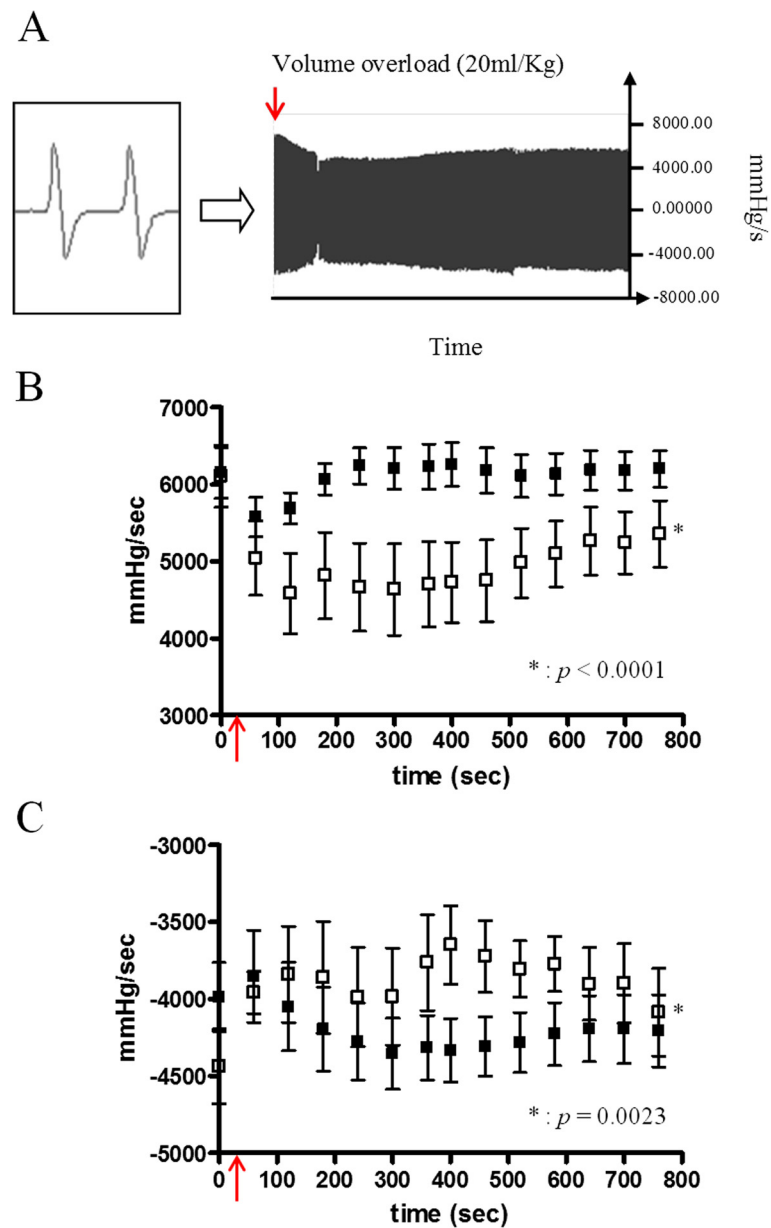 A
Volume overload (20ml/Kg)
8000.00
4000.00
0.00000
-4000.00
-8000.00
mmHg/s
Time
B
7000
6000
5000
4000
3000
mmHg/sec
*
* : p < 0.0001
0 100 200 300 400 500 600 700 800
time (sec)
C
-3000
-3500
-4000
-4500
-5000
mmHg/sec
*
* : p = 0.0023
0 100 200 300 400 500 600 700 800
time (sec)